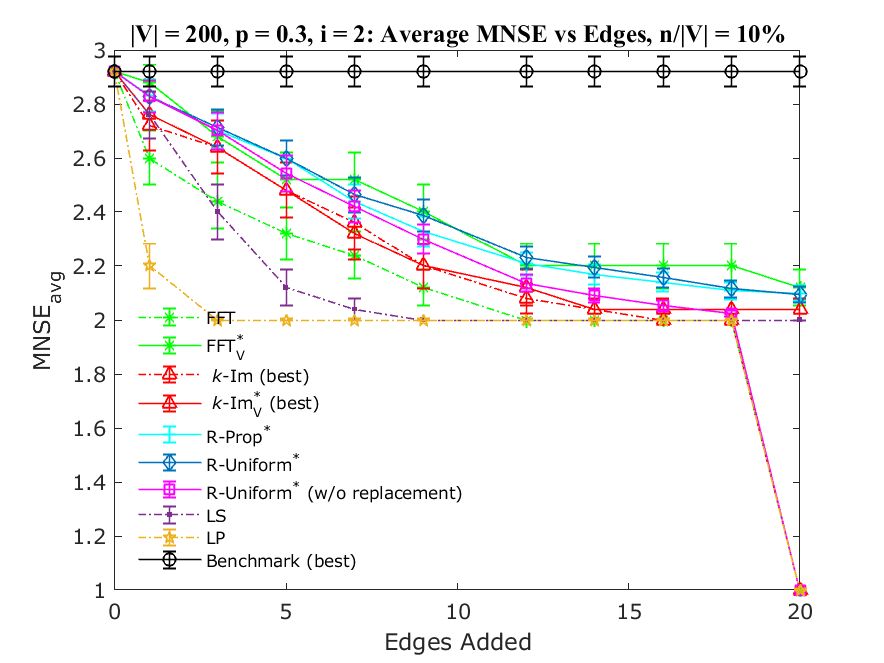 |V| = 200, p = 0.3, i = 2: Average MNSE vs Edges, n/|V| = 10%
3
2.8
2.6
2.4
2.2
2
1.8
1.6
1.4
1.2
1
MNSE_avg
FFT
FFT*_V
k-Im (best)
k-Im*_V (best)
R-Prop*
R-Uniform*
R-Uniform* (w/o replacement)
LS
LP
Benchmark (best)
0 5 10 15 20
Edges Added